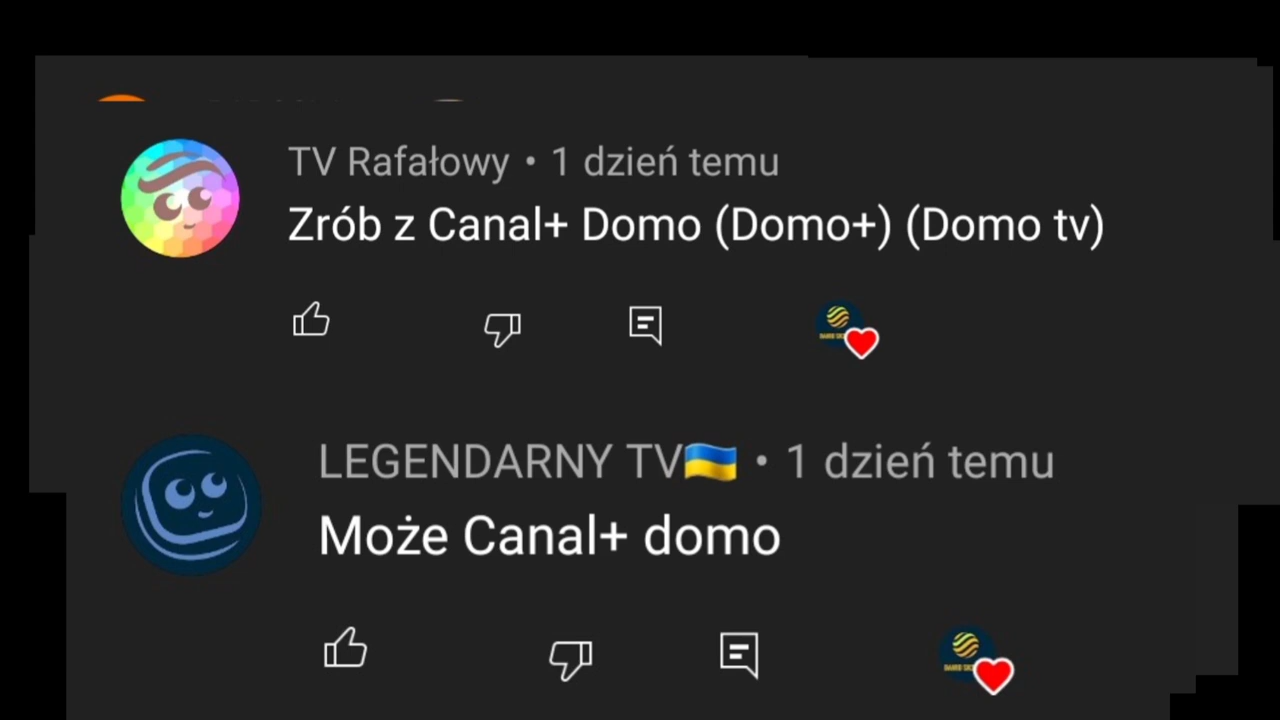 TV Rafałowy • 1 dzień temu
Zrób z Canal+ Domo (Domo+) (Domo tv)
LEGENDARNY TV🇺🇦 • 1 dzień temu
Może Canal+ domo